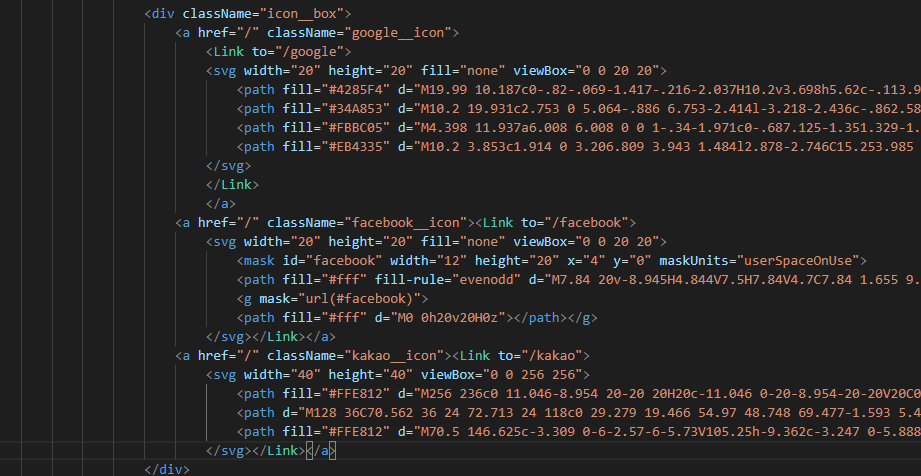 <div className="icon__box">
<a href="/" className="google__icon">
<Link to="/google">
<svg width="20" height="20" fill="none" viewBox="0 0 20 20">
<path fill="#4285F4" d="M19.99 10.187c0-.82-.069-1.417-.216-2.037H10.2v3.698h5.62c-.113.9
<path fill="#34A853" d="M10.2 19.931c2.753 0 5.064-.886 6.753-2.414l-3.218-2.436c-.862.58
<path fill="#FBBC05" d="M4.398 11.937a6.008 6.008 0 0 1-.34-1.971c0-.687.125-1.351.329-1.
<path fill="#EB4335" d="M10.2 3.853c1.914 0 3.206.809 3.943 1.484l2.878-2.746C15.253.985
</svg>
</Link>
</a>
<a href="/" className="facebook__icon"><Link to="/facebook">
<svg width="20" height="20" fill="none" viewBox="0 0 20 20">
<mask id="facebook" width="12" height="20" x="4" y="0" maskUnits="userSpaceOnUse">
<path fill="#fff" fill-rule="evenodd" d="M7.84 20v-8.945H4.844V7.5H7.84V4.7C7.84 1.655 9.
<g mask="url(#facebook)">
<path fill="#fff" d="M0 0h20v20H0z"></path></g>
</svg></Link></a>
<a href="/" className="kakao__icon"><Link to="/kakao">
<svg width="40" height="40" viewBox="0 0 256 256">
<path fill="#FFE812" d="M256 236c0 11.046-8.954 20-20 20H20c-11.046 0-20-8.954-20-20V20C0
<path d="M128 36C70.562 36 24 72.713 24 118c0 29.279 19.466 54.97 48.748 69.477-1.593 5.4
<path fill="#FFE812" d="M70.5 146.625c-3.309 0-6-2.57-6-5.73V105.25h-9.362c-3.247 0-5.888
</svg></Link></a>
</div>